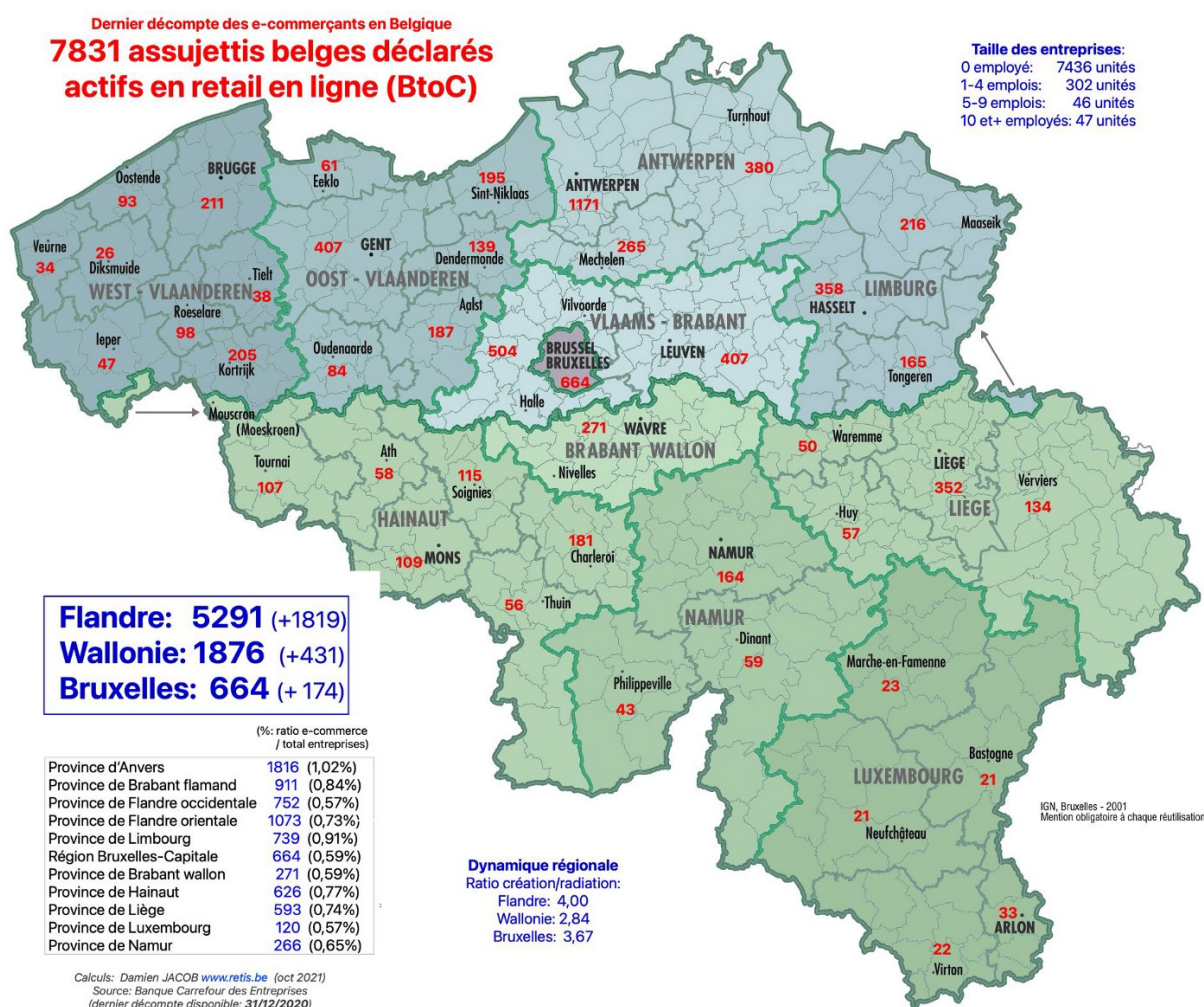 Dernier décompte des e-commerçants en Belgique
7831 assujettis belges déclarés
actifs en retail en ligne (BtoC)
Taille des entreprises:
0 employé: 7436 unités
1-4 emplois: 302 unités
5-9 emplois: 46 unités
10 et+ employés: 47 unités
Oostende
93
BRUGGE
211
61
Eeklo
195
Sint-Niklaas
ANTWERPEN
ANTWERPEN
1171
Turnhout
380
Veurne
34
26
Diksmuide
WEST - VLAANDEREN
Tielt
38
407
GENT
OOST - VLAANDEREN
139
Dendermonde
265
Mechelen
216
Maaseik
358
HASSELT
LIMBURG
Ieper
47
Roeselare
98
205
Kortrijk
Oudenaarde
84
Aalst
187
Vilvoorde
VLAAMS - BRABANT
504
BRUSSEL
BRUXELLES
664
LEUVEN
407
Halle
165
Tongeren
Mouscron
(Moeskroen)
Tournai
107
Ath
58
115
Soignies
271
WAVRE
BRABANT WALLON
Nivelles
50
Waremme
LIEGE
352
LIEGE
Verviers
134
Huy
57
HAINAUT
109
MONS
181
Charleroi
56
Thuin
NAMUR
164
NAMUR
Dinant
59
Philippeville
43
Marche-en-Famenne
23
LUXEMBOURG
Bastogne
21
21
Neufchâteau
33
ARLON
22
Virton
IGN, Bruxelles - 2001
Mention obligatoire à chaque réutilisation
Flandre: 5291 (+1819)
Wallonie: 1876 (+431)
Bruxelles: 664 (+ 174)
(%: ratio e-commerce
/ total entreprises)
Province d'Anvers 1816 (1,02%)
Province de Brabant flamand 911 (0,84%)
Province de Flandre occidentale 752 (0,57%)
Province de Flandre orientale 1073 (0,73%)
Province de Limbourg 739 (0,91%)
Région Bruxelles-Capitale 664 (0,59%)
Province de Brabant wallon 271 (0,59%)
Province de Hainaut 626 (0,77%)
Province de Liège 593 (0,74%)
Province de Luxembourg 120 (0,57%)
Province de Namur 266 (0,65%)
Dynamique régionale
Ratio création/radiation:
Flandre: 4,00
Wallonie: 2,84
Bruxelles: 3,67
Calculs: Damien JACOB www.retis.be (oct 2021)
Source: Banque Carrefour des Entreprises
(dernier décompte disponible: 31/12/2020)